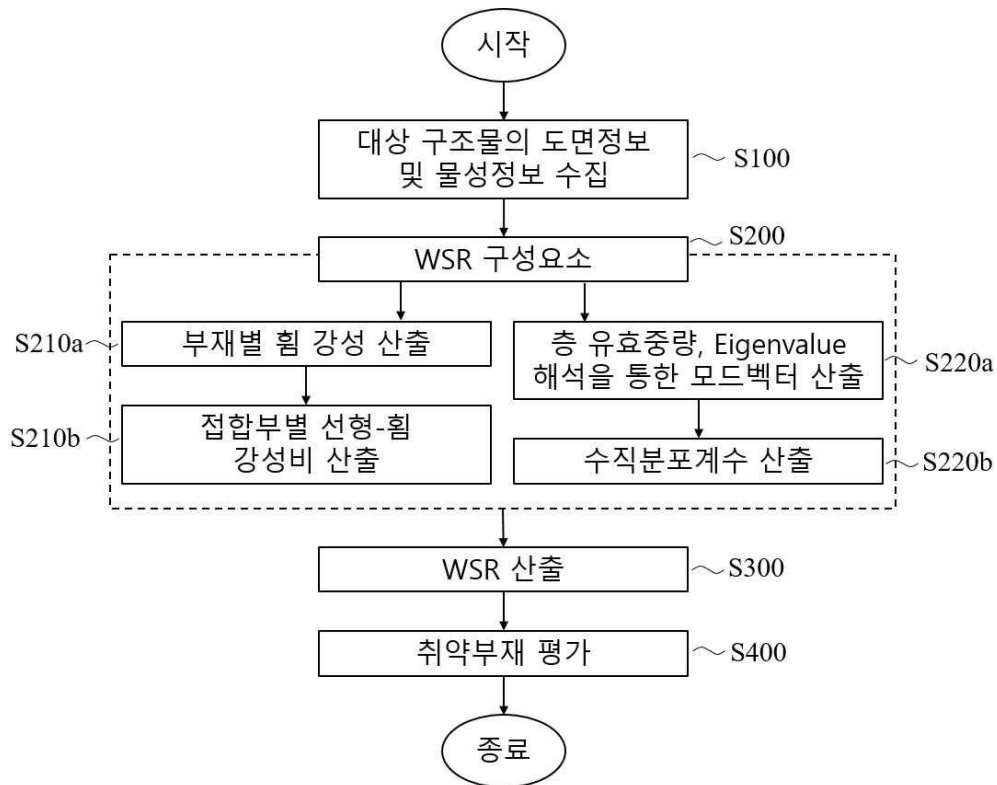 시작
대상 구조물의 도면정보
및 물성정보 수집
S100
S200
WSR 구성요소
S210a
부재별 휨 강성 산출
층 유효중량, Eigenvalue
해석을 통한 모드벡터 산출
S220a
S210b
접합부별 선형-휨
강성비 산출
수직분포계수 산출
S220b
WSR 산출
S300
취약부재 평가
S400
종료